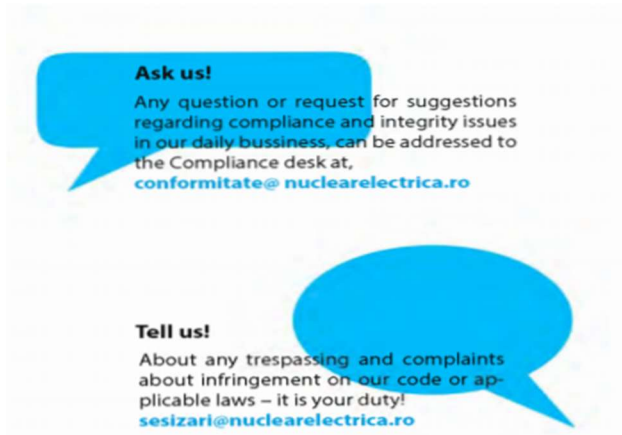 Ask us!
Any question or request for suggestions
regarding compliance and integrity issues
in our daily bussiness, can be addressed to
the Compliance desk at,
conformitate@ nuclearelectrica.ro
Tell us!
About any trespassing and complaints
about infringement on our code or ap-
plicable laws – it is your duty!
sesizari@nuclearelectrica.ro